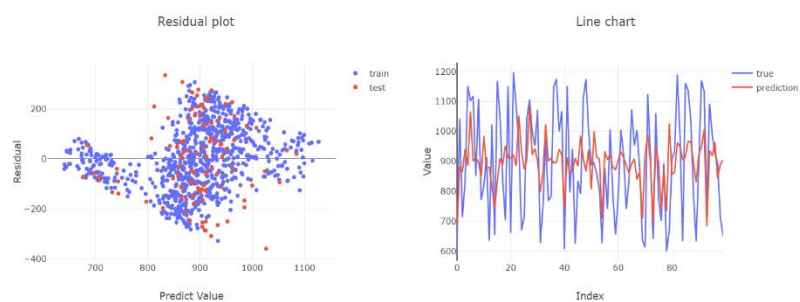 Residual plot
train
test
Residual
200
0
−200
−400
700
800
900
1000
1100
Predict Value
Line chart
true
prediction
Value
1200
1100
1000
900
800
700
600
0
20
40
60
80
Index